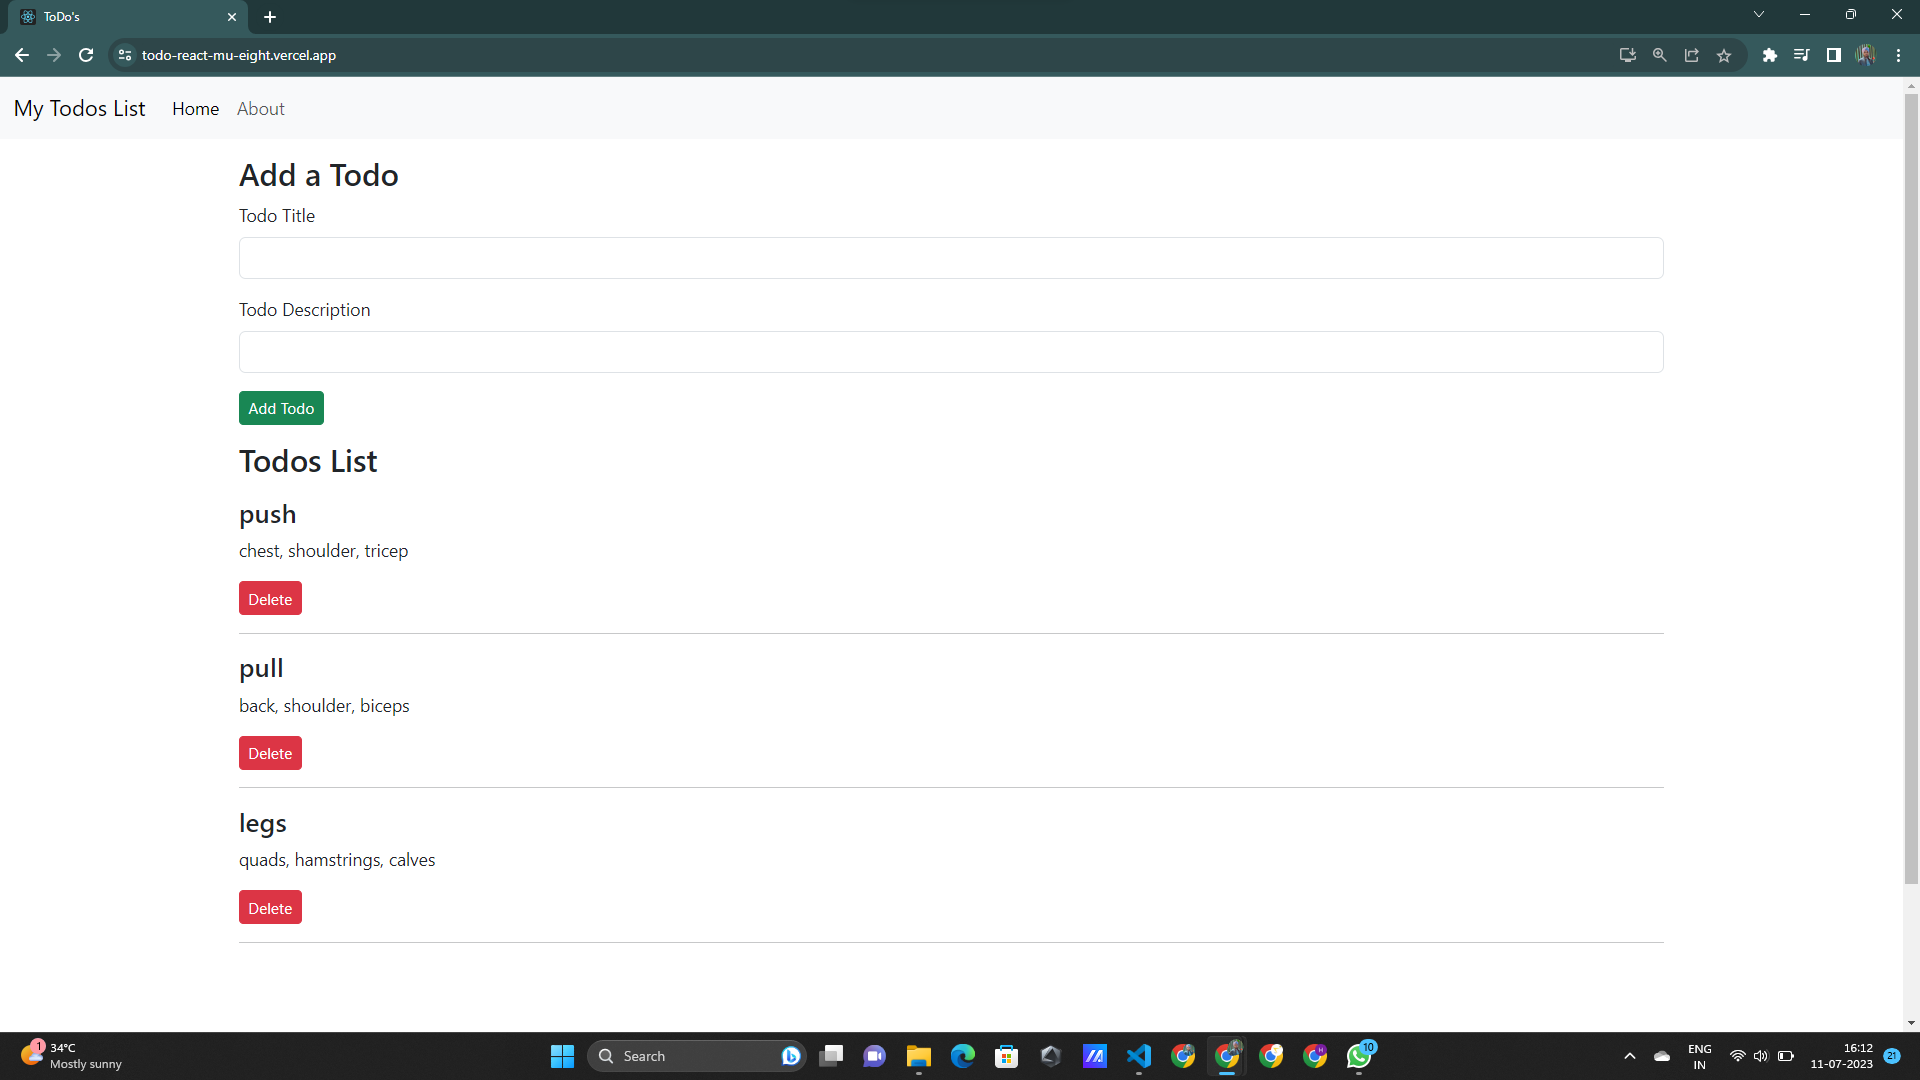 ToDo's
todo-react-mu-eight.vercel.app
My Todos List Home About
Add a Todo
Todo Title
Todo Description
Add Todo
Todos List
push
chest, shoulder, tricep
Delete
pull
back, shoulder, biceps
Delete
legs
quads, hamstrings, calves
Delete
1
34°C
Mostly sunny
Search
10
ENG
IN
16:12
11-07-2023
21